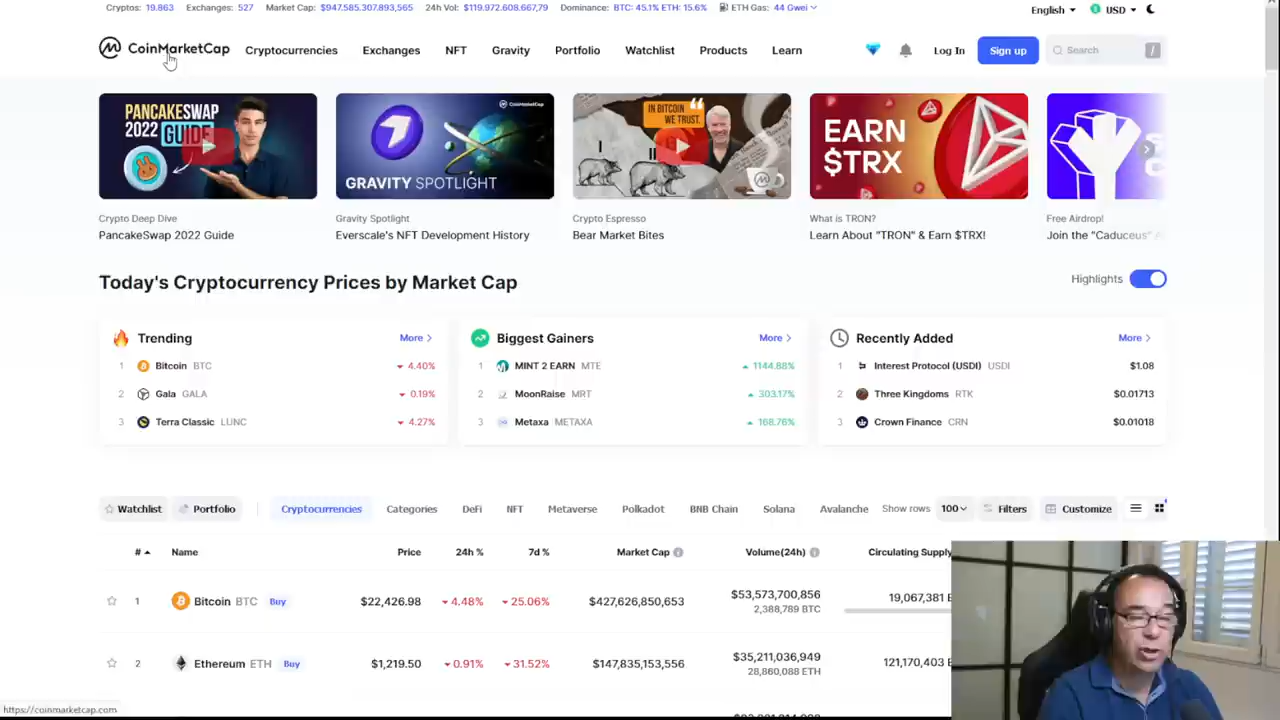 Cryptos: 19.863 Exchanges: 527 Market Cap: $947.585.307.893,565 24h Vol: $119.972.608.667,79 Dominance: BTC: 45.1% ETH: 15.6% ETH Gas: 44 Gwei English USD
CoinMarketCap Cryptocurrencies Exchanges NFT Gravity Portfolio Watchlist Products Learn Log In Sign up Search /
PANCAKESWAP
2022 GUIDE
CoinMarketCap
GRAVITY SPOTLIGHT
IN BITCOIN
WE TRUST.
I II
EARN
$TRX
Crypto Deep Dive
PancakeSwap 2022 Guide
Gravity Spotlight
Everscale's NFT Development History
Crypto Espresso
Bear Market Bites
What is TRON?
Learn About "TRON" & Earn $TRX!
Free Airdrop!
Join the "Caduceus"
Today's Cryptocurrency Prices by Market Cap
Highlights
Trending More >
1 Bitcoin BTC 4.40%
2 Gala GALA 0.19%
3 Terra Classic LUNC 4.27%
Biggest Gainers More >
1 MINT 2 EARN MTE 1144.88%
2 MoonRaise MRT 303.17%
3 Metaxa METAXA 168.76%
Recently Added More >
1 Interest Protocol (USDI) USDI $1.08
2 Three Kingdoms RTK $0.01713
3 Crown Finance CRN $0.01018
Watchlist Portfolio Cryptocurrencies Categories DeFi NFT Metaverse Polkadot BNB Chain Solana Avalanche Show rows 100 Filters Customize
# Name Price 24h % 7d % Market Cap Volume(24h) Circulating Supply
1 Bitcoin BTC Buy $22,426.98 4.48% 25.06% $427,626,850,653 $53,573,700,856 19,067,381
2,388,789 BTC
2 Ethereum ETH Buy $1,219.50 0.91% 31.52% $147,835,153,556 $35,211,036,949 121,170,403
28,860,088 ETH
https://coinmarketcap.com